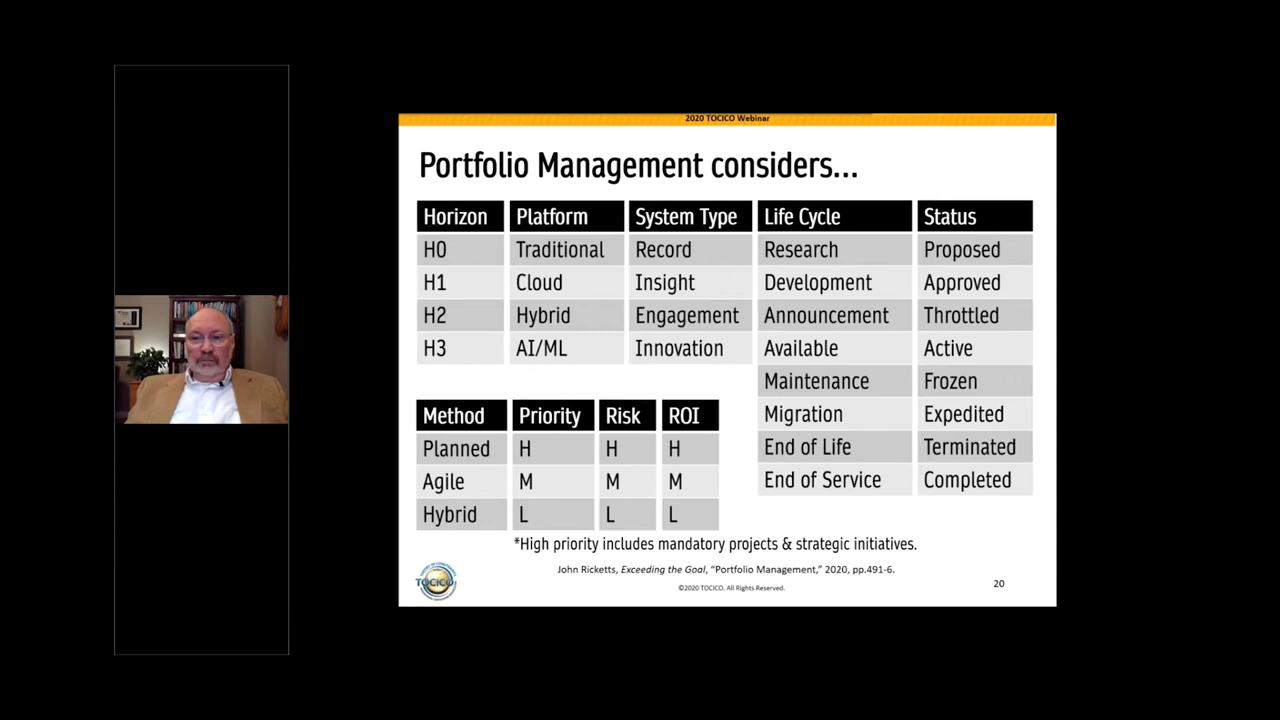 2020 TOCICO Webinar
Portfolio Management considers...
Horizon Platform System Type Life Cycle Status
H0 Traditional Record Research Proposed
H1 Cloud Insight Development Approved
H2 Hybrid Engagement Announcement Throttled
H3 AI/ML Innovation Available Active
Maintenance Frozen
Migration Expedited
End of Life Terminated
End of Service Completed
Method Priority Risk ROI
Planned H H H
Agile M M M
Hybrid L L L
*High priority includes mandatory projects & strategic initiatives.
John Ricketts, Exceeding the Goal, “Portfolio Management,” 2020, pp.491-6.
TOCICO
©2020 TOCICO. All Rights Reserved.
20